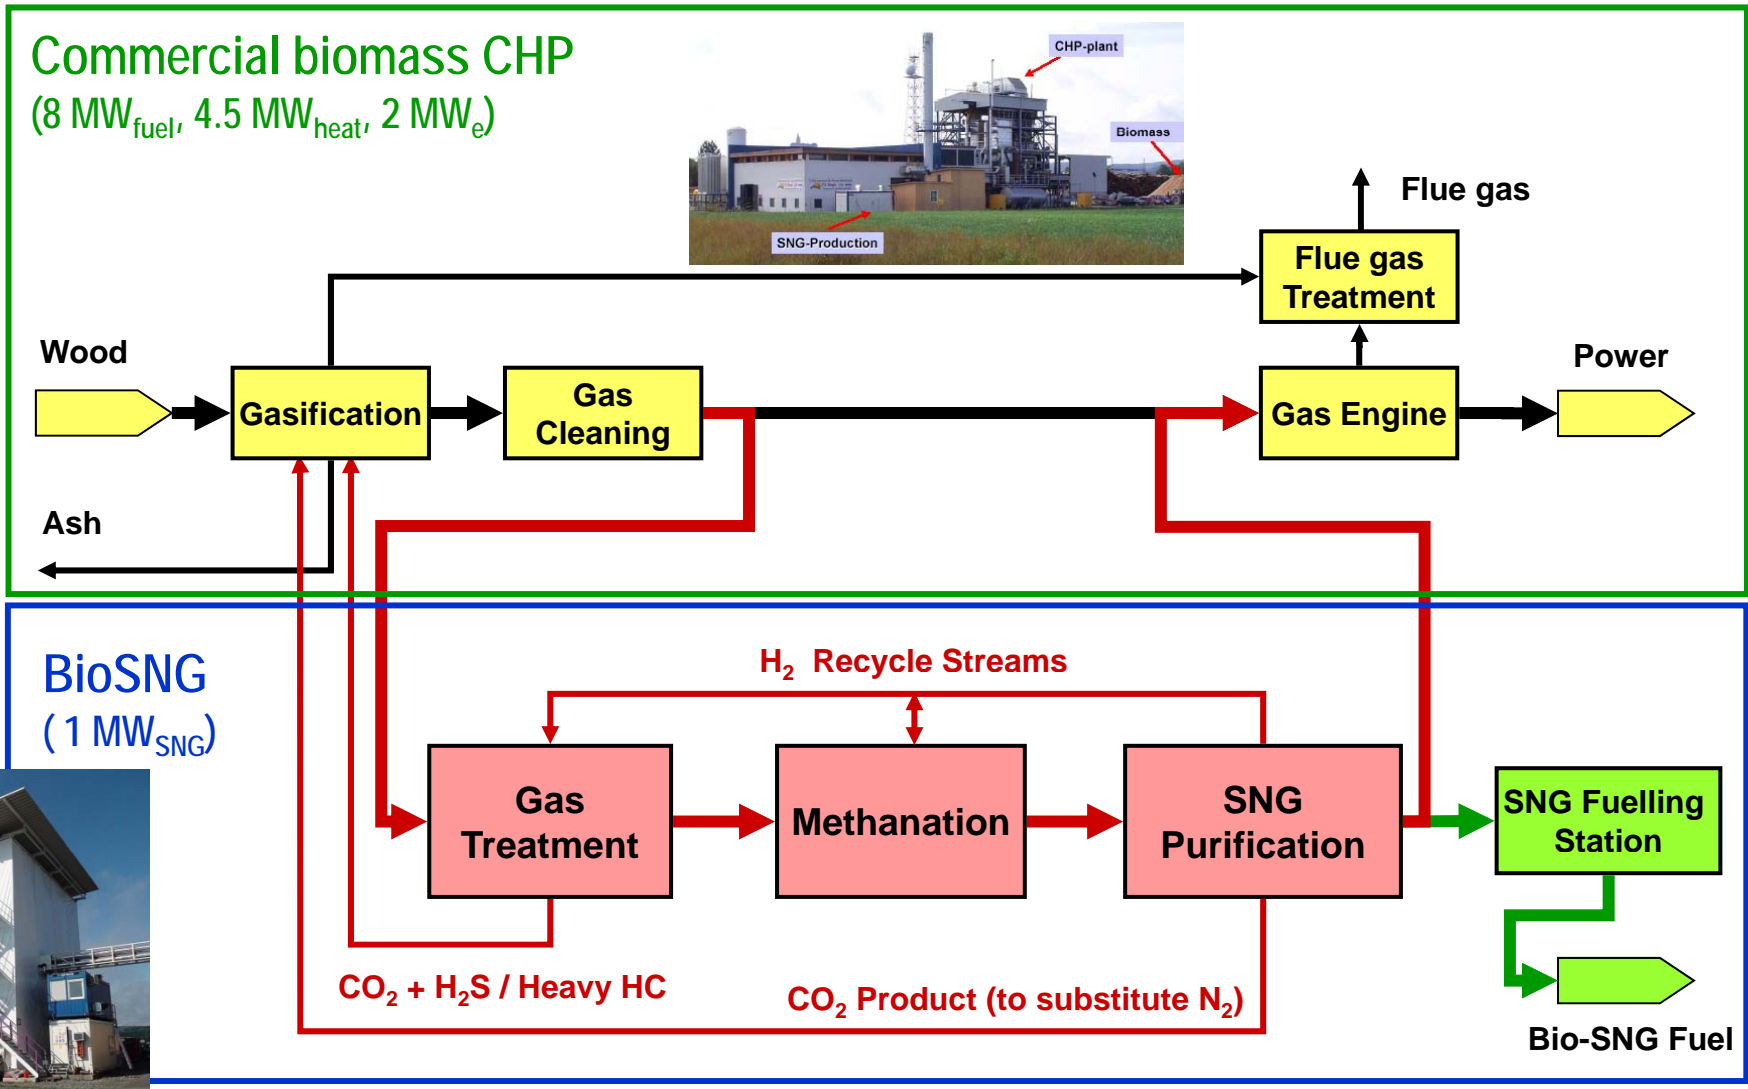 Commercial biomass CHP
(8 MWfuel, 4.5 MWheat, 2 MWe)
CHP-plant
Biomass
SNG-Production
Flue gas
Flue gas
Treatment
Wood
Power
Gasification
Gas
Cleaning
Gas Engine
Ash
BioSNG
( 1 MWSNG)
H2 Recycle Streams
Gas
Treatment
Methanation
SNG
Purification
SNG Fuelling
Station
CO2 + H2S / Heavy HC
CO2 Product (to substitute N2)
Bio-SNG Fuel